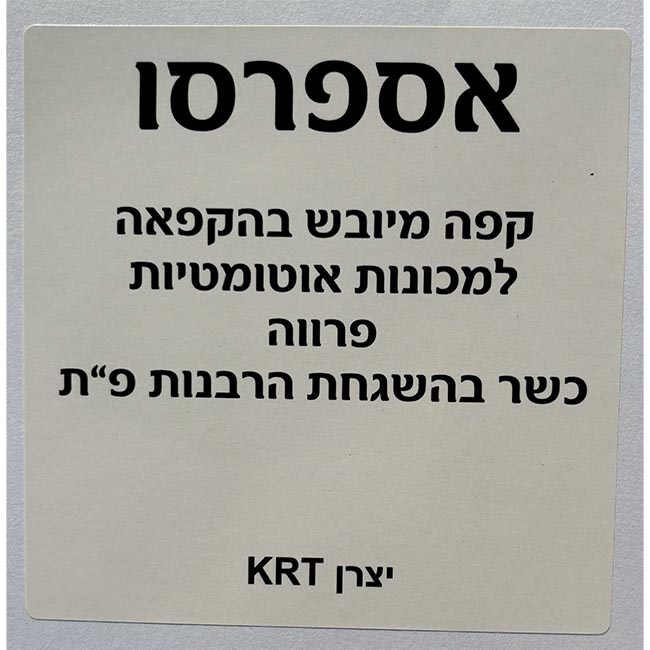 אספרסו
קפה מיובש בהקפאה
למכונות אוטומטיות
פרווה
כשר בהשגחת הרבנות פ“ת
יצרן KRT